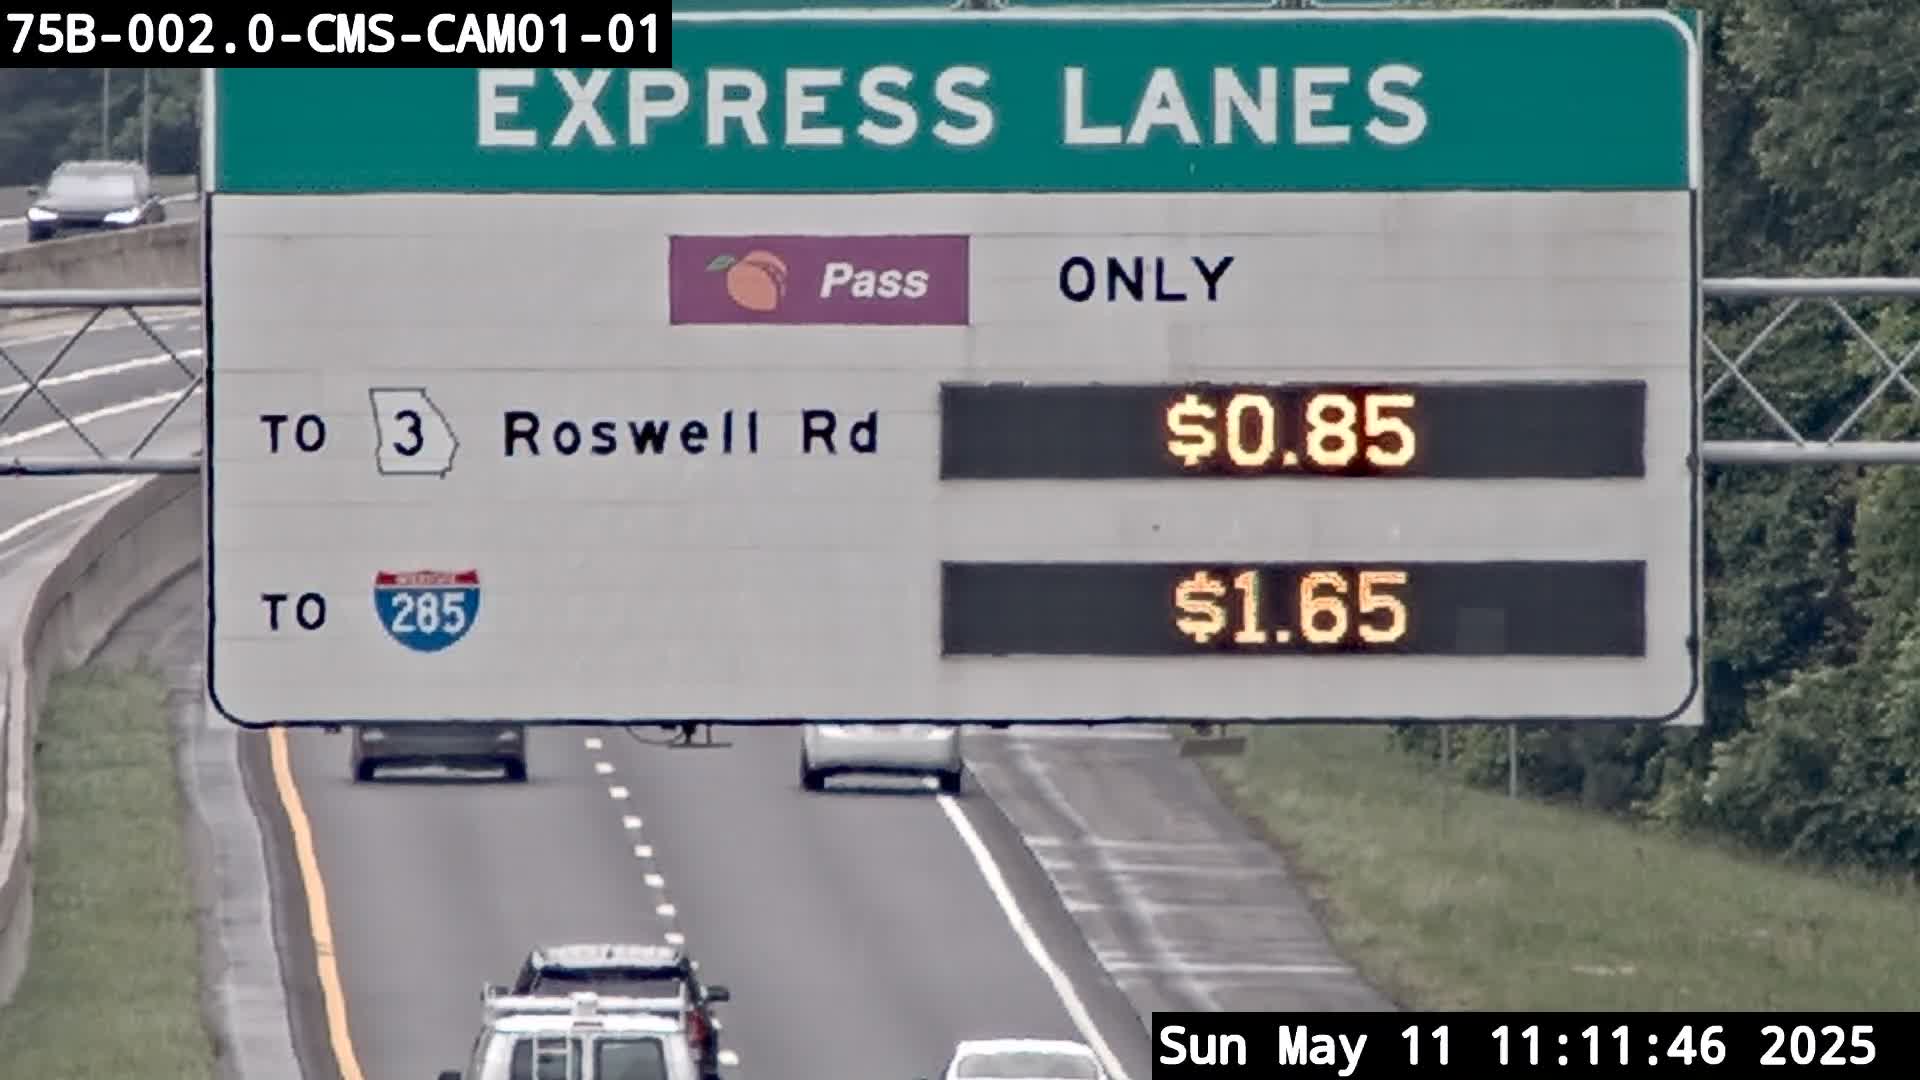 75B-002.0-CMS-CAM01-01
EXPRESS LANES
Pass ONLY
TO 3 Roswell Rd $0.85
TO INTERSTATE 285 $1.65
Sun May 11 11:11:46 2025